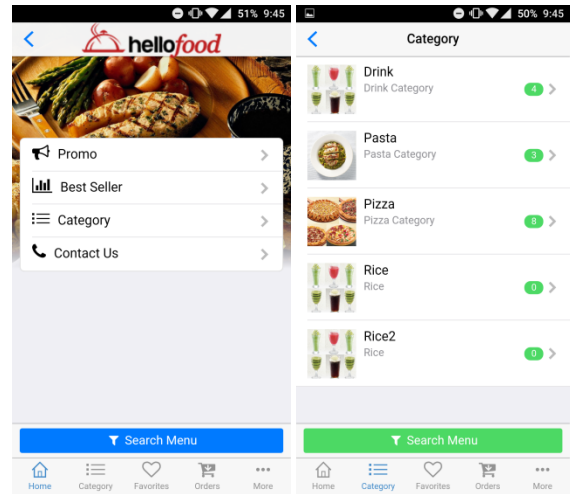 51% 9:45
hellofood
Promo
Best Seller
Category
Contact Us
Search Menu
Home
Category
Favorites
Orders
More
50% 9:45
Category
Drink
Drink Category
4
Pasta
Pasta Category
3
Pizza
Pizza Category
8
Rice
Rice
0
Rice2
Rice
0
Search Menu
Home
Category
Favorites
Orders
More